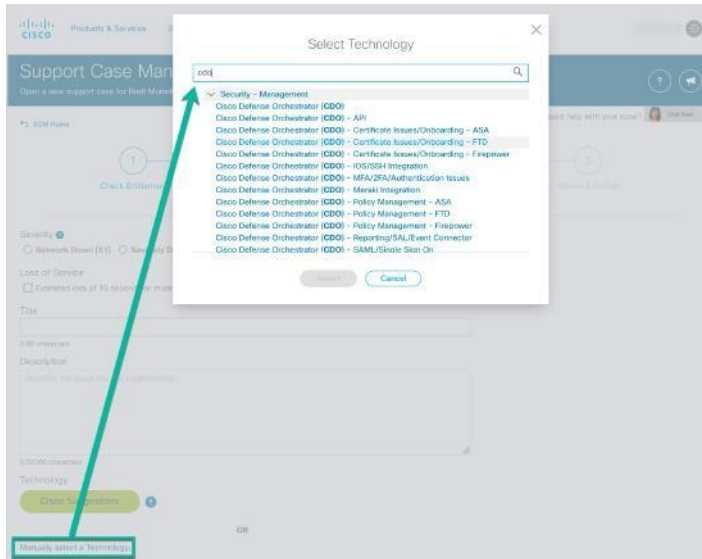 CISCO
Products & Services
Select Technology
Support Case Man
cdo
Security - Management
Cisco Defense Orchestrator (CDO)
Cisco Defense Orchestrator (CDO) - API
Cisco Defense Orchestrator (CDO) - Certificate Issues/Onboarding - ASA
Cisco Defense Orchestrator (CDO) - Certificate Issues/Onboarding - FTD
Cisco Defense Orchestrator (CDO) - Certificate Issues/Onboarding - Firepower
Cisco Defense Orchestrator (CDO) - IOS/SSH Integration
Cisco Defense Orchestrator (CDO) - MFA/2FA/Authentication Issues
Cisco Defense Orchestrator (CDO) - Meraki Integration
Cisco Defense Orchestrator (CDO) - Policy Management - ASA
Cisco Defense Orchestrator (CDO) - Policy Management - FTD
Cisco Defense Orchestrator (CDO) - Policy Management - Firepower
Cisco Defense Orchestrator (CDO) - Reporting/SAL/Event Connector
Cisco Defense Orchestrator (CDO) - SAML/Single Sign On
Select
Cancel
Open a new support case for Brett
SCM Home
need help with your case?
1
3
Check Entitlement
Severity
Network Down (S1)
Loss of Service
Title
Description
Technology
Cisco Suggestions
OR
Manually select a Technology